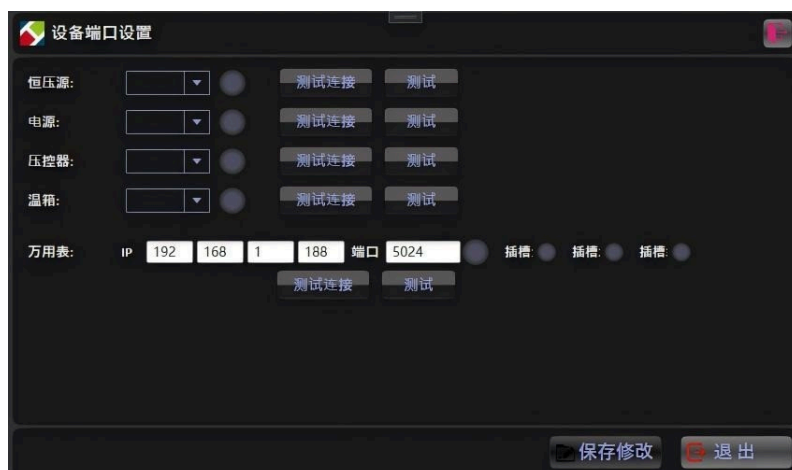 设备端口设置
恒压源: 测试连接 测试
电源: 测试连接 测试
压控器: 测试连接 测试
温箱: 测试连接 测试
万用表: IP 192 168 1 188 端口 5024 插槽: 插槽: 插槽:
测试连接 测试
保存修改 退出